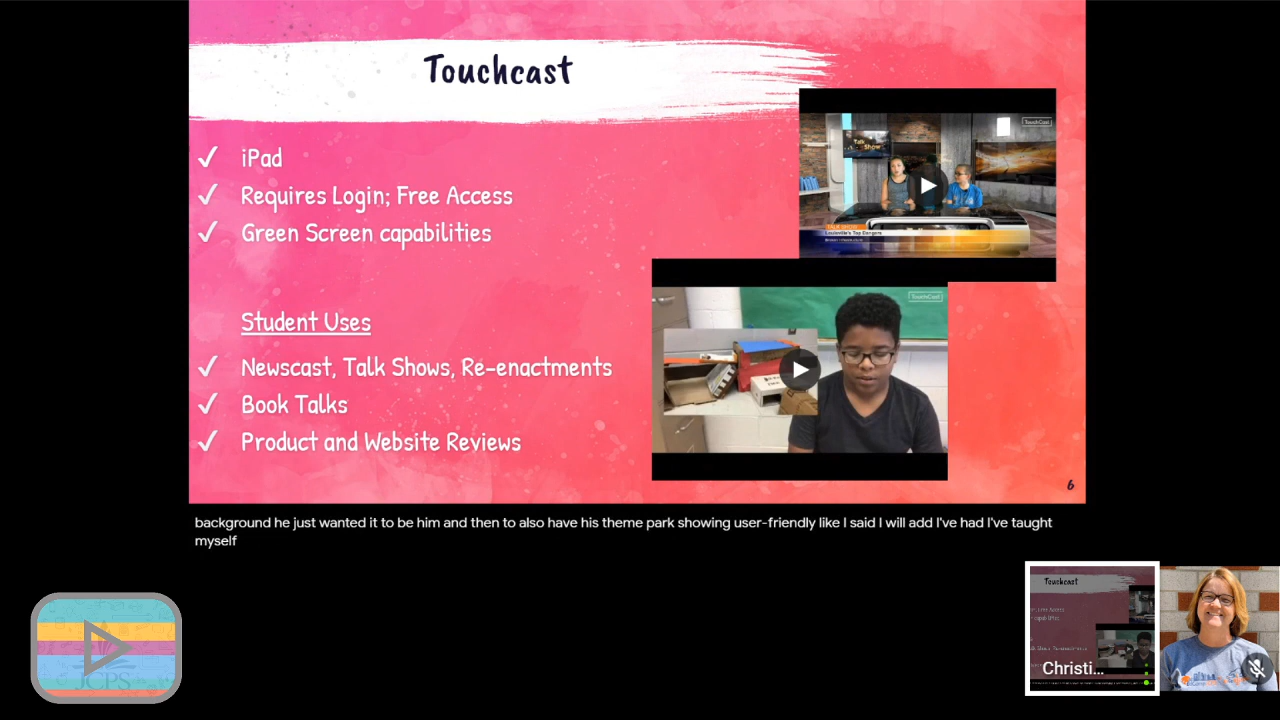 Touchcast
iPad
Requires Login; Free Access
Green Screen capabilities
Student Uses
Newscast, Talk Shows, Re-enactments
Book Talks
Product and Website Reviews
TouchCast
Talk
Show
TALK SHOW
Louisville's Top Dangers
TouchCast
6
background he just wanted it to be him and then to also have his theme park showing user-friendly like I said I will add I've had I've taught
myself
JCPS
Touchcast
Christi...